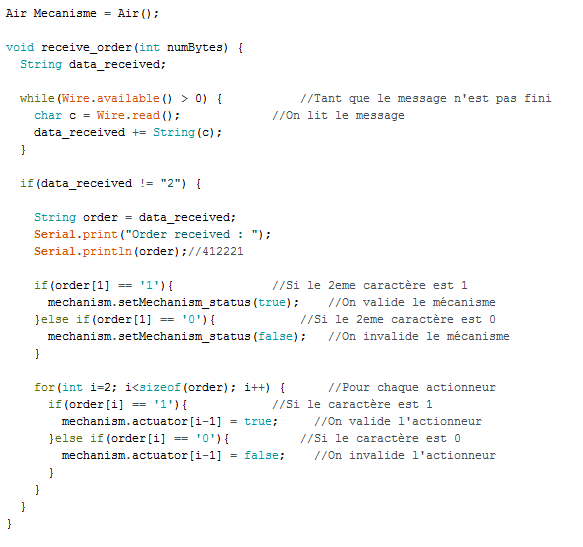 Air Mecanisme = Air();

void receive_order(int numBytes) {
  String data_received;

  while(Wire.available() > 0) {           //Tant que le message n'est pas fini
    char c = Wire.read();             //On lit le message
    data_received += String(c);
  }

  if(data_received != "2") {

    String order = data_received;
    Serial.print("Order received : ");
    Serial.println(order);//412221

    if(order[1] == '1'){              //Si le 2eme caractère est 1
      mechanism.setMechanism_status(true);    //On valide le mécanisme
    }else if(order[1] == '0'){            //Si le 2eme caractère est 0
      mechanism.setMechanism_status(false);   //On invalide le mécanisme
    }

    for(int i=2; i<sizeof(order); i++) {      //Pour chaque actionneur
      if(order[i] == '1'){            //Si le caractère est 1
        mechanism.actuator[i-1] = true;     //On valide l'actionneur
      }else if(order[i] == '0'){          //Si le caractère est 0
        mechanism.actuator[i-1] = false;    //On invalide l'actionneur
      }
    }
  }
}